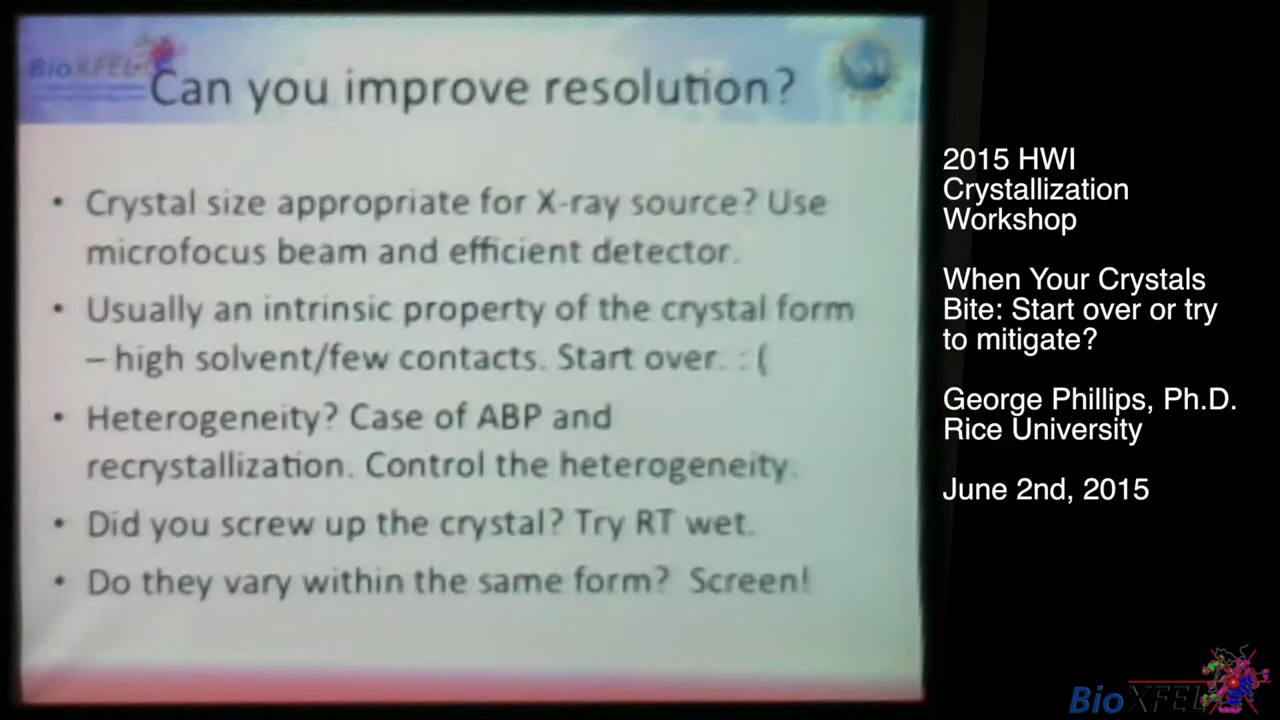 BioXFEL
Can you improve resolution?
• Crystal size appropriate for X-ray source? Use
microfocus beam and efficient detector.
• Usually an intrinsic property of the crystal form
– high solvent/few contacts. Start over. : (
• Heterogeneity? Case of ABP and
recrystallization. Control the heterogeneity.
• Did you screw up the crystal? Try RT wet.
• Do they vary within the same form? Screen!
2015 HWI
Crystallization
Workshop
When Your Crystals
Bite: Start over or try
to mitigate?
George Phillips, Ph.D.
Rice University
June 2nd, 2015
BioXFEL